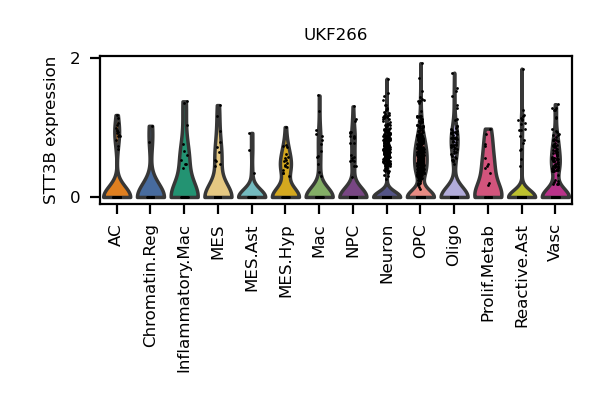 UKF266
STT3B expression
2
0
AC
Chromatin.Reg
Inflammatory.Mac
MES
MES.Ast
MES.Hyp
Mac
NPC
Neuron
OPC
Oligo
Prolif.Metab
Reactive.Ast
Vasc